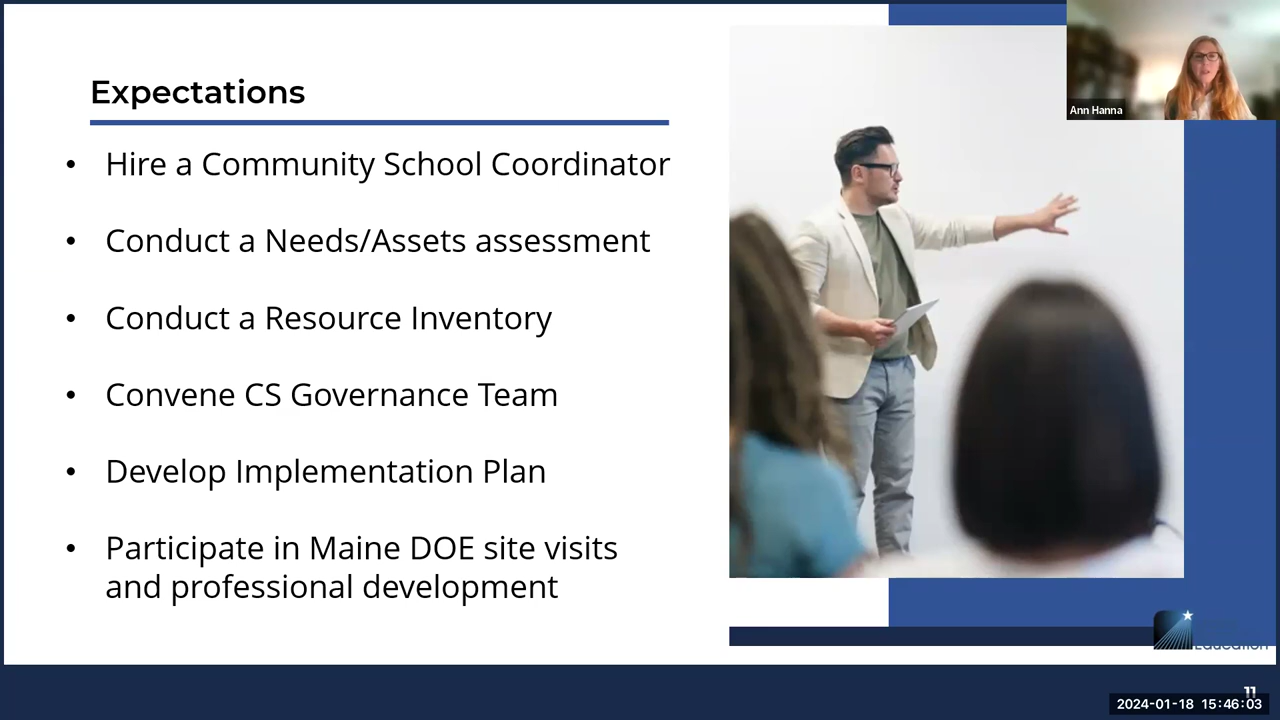 Expectations
• Hire a Community School Coordinator
• Conduct a Needs/Assets assessment
• Conduct a Resource Inventory
• Convene CS Governance Team
• Develop Implementation Plan
• Participate in Maine DOE site visits
and professional development
Ann Hanna
Education
11
2024-01-18 15:46:03